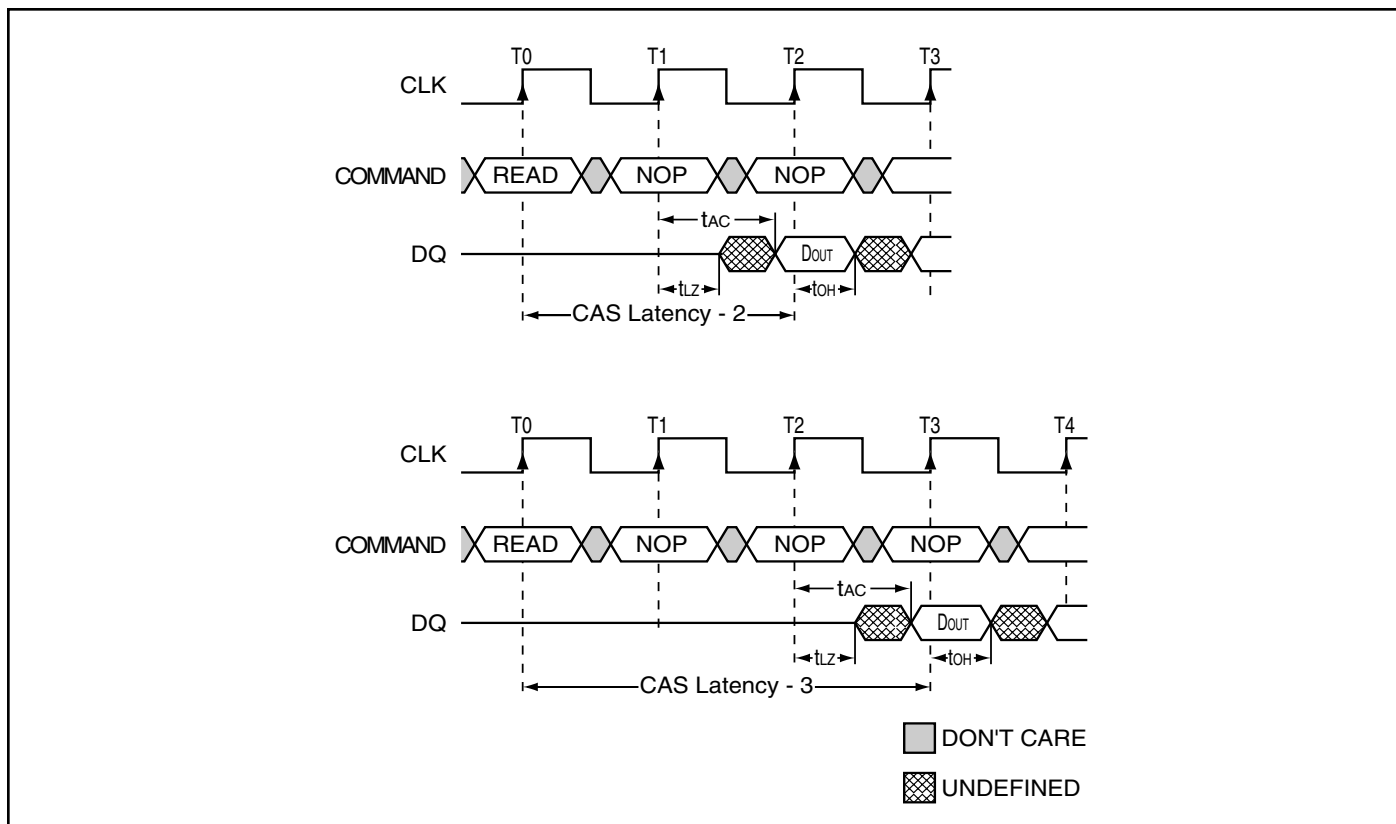 T0 T1 T2 T3
CLK
COMMAND READ NOP NOP
tAC
DQ DOUT
tLZ tOH
CAS Latency - 2
T0 T1 T2 T3 T4
CLK
COMMAND READ NOP NOP NOP
tAC
DQ DOUT
tLZ tOH
CAS Latency - 3
DON'T CARE
UNDEFINED